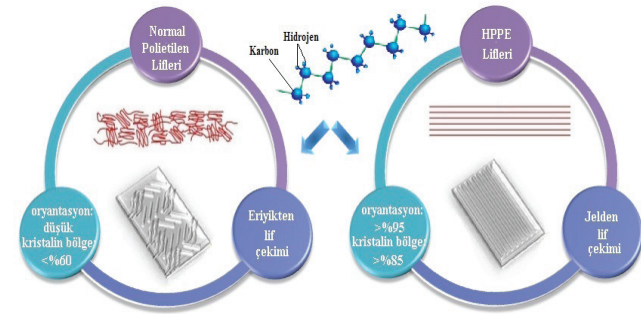 Normal
Polietilen
Lifleri
Hidrojen
Karbon
HPPE
Lifleri
oryantasyon:
düşük
kristalin bölge:
<%60
Eriyikten
lif
çekimi
oryantasyon:
>%95
kristalin bölge:
>%85
Jelden
lif
çekimi